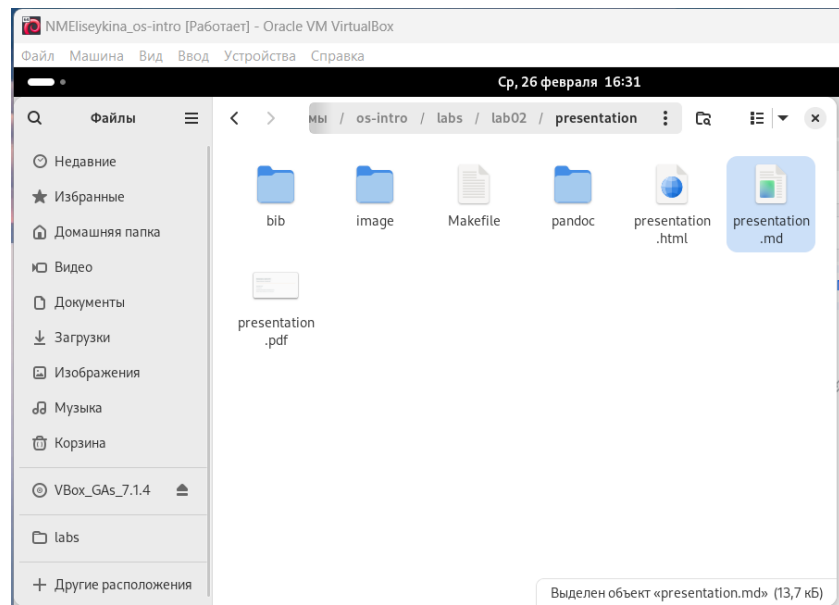 NMEliseykina_os-intro [Работает] - Oracle VM VirtualBox
Файл Машина Вид Ввод Устройства Справка
Ср, 26 февраля 16:31
Файлы
мы / os-intro / labs / lab02 / presentation
Недавние
Избранные
Домашняя папка
Видео
Документы
Загрузки
Изображения
Музыка
Корзина
VBox_GAs_7.1.4
labs
Другие расположения
bib
image
Makefile
pandoc
presentation
.html
presentation
.md
presentation
.pdf
Выделен объект «presentation.md» (13,7 кБ)